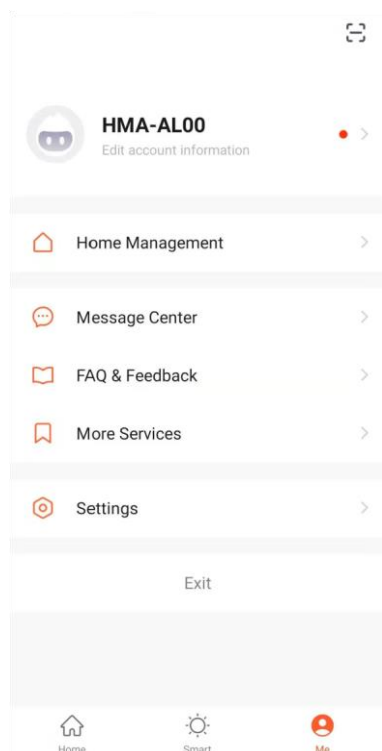 HMA-AL00
Edit account information
Home Management
Message Center
FAQ & Feedback
More Services
Settings
Exit
Home Smart Me